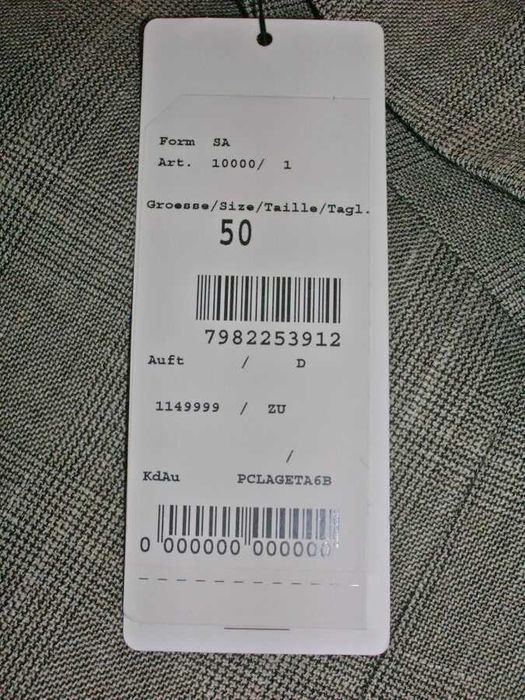 Form SA
Art. 10000/ 1
Groesse/Size/Taille/Tagl.
50
7982253912
Auft / D
1149999 / ZU
/
KdAu PCLAGETA6B
0 000000 000000